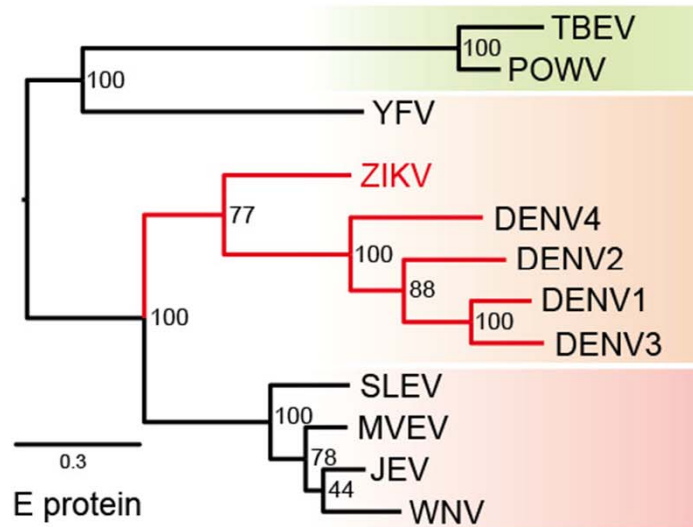 TBEV
100
POWV
100
YFV
ZIKV
77
DENV4
100
DENV2
88
DENV1
100
DENV3
100
SLEV
100
MVEV
78
JEV
44
WNV
0.3
E protein